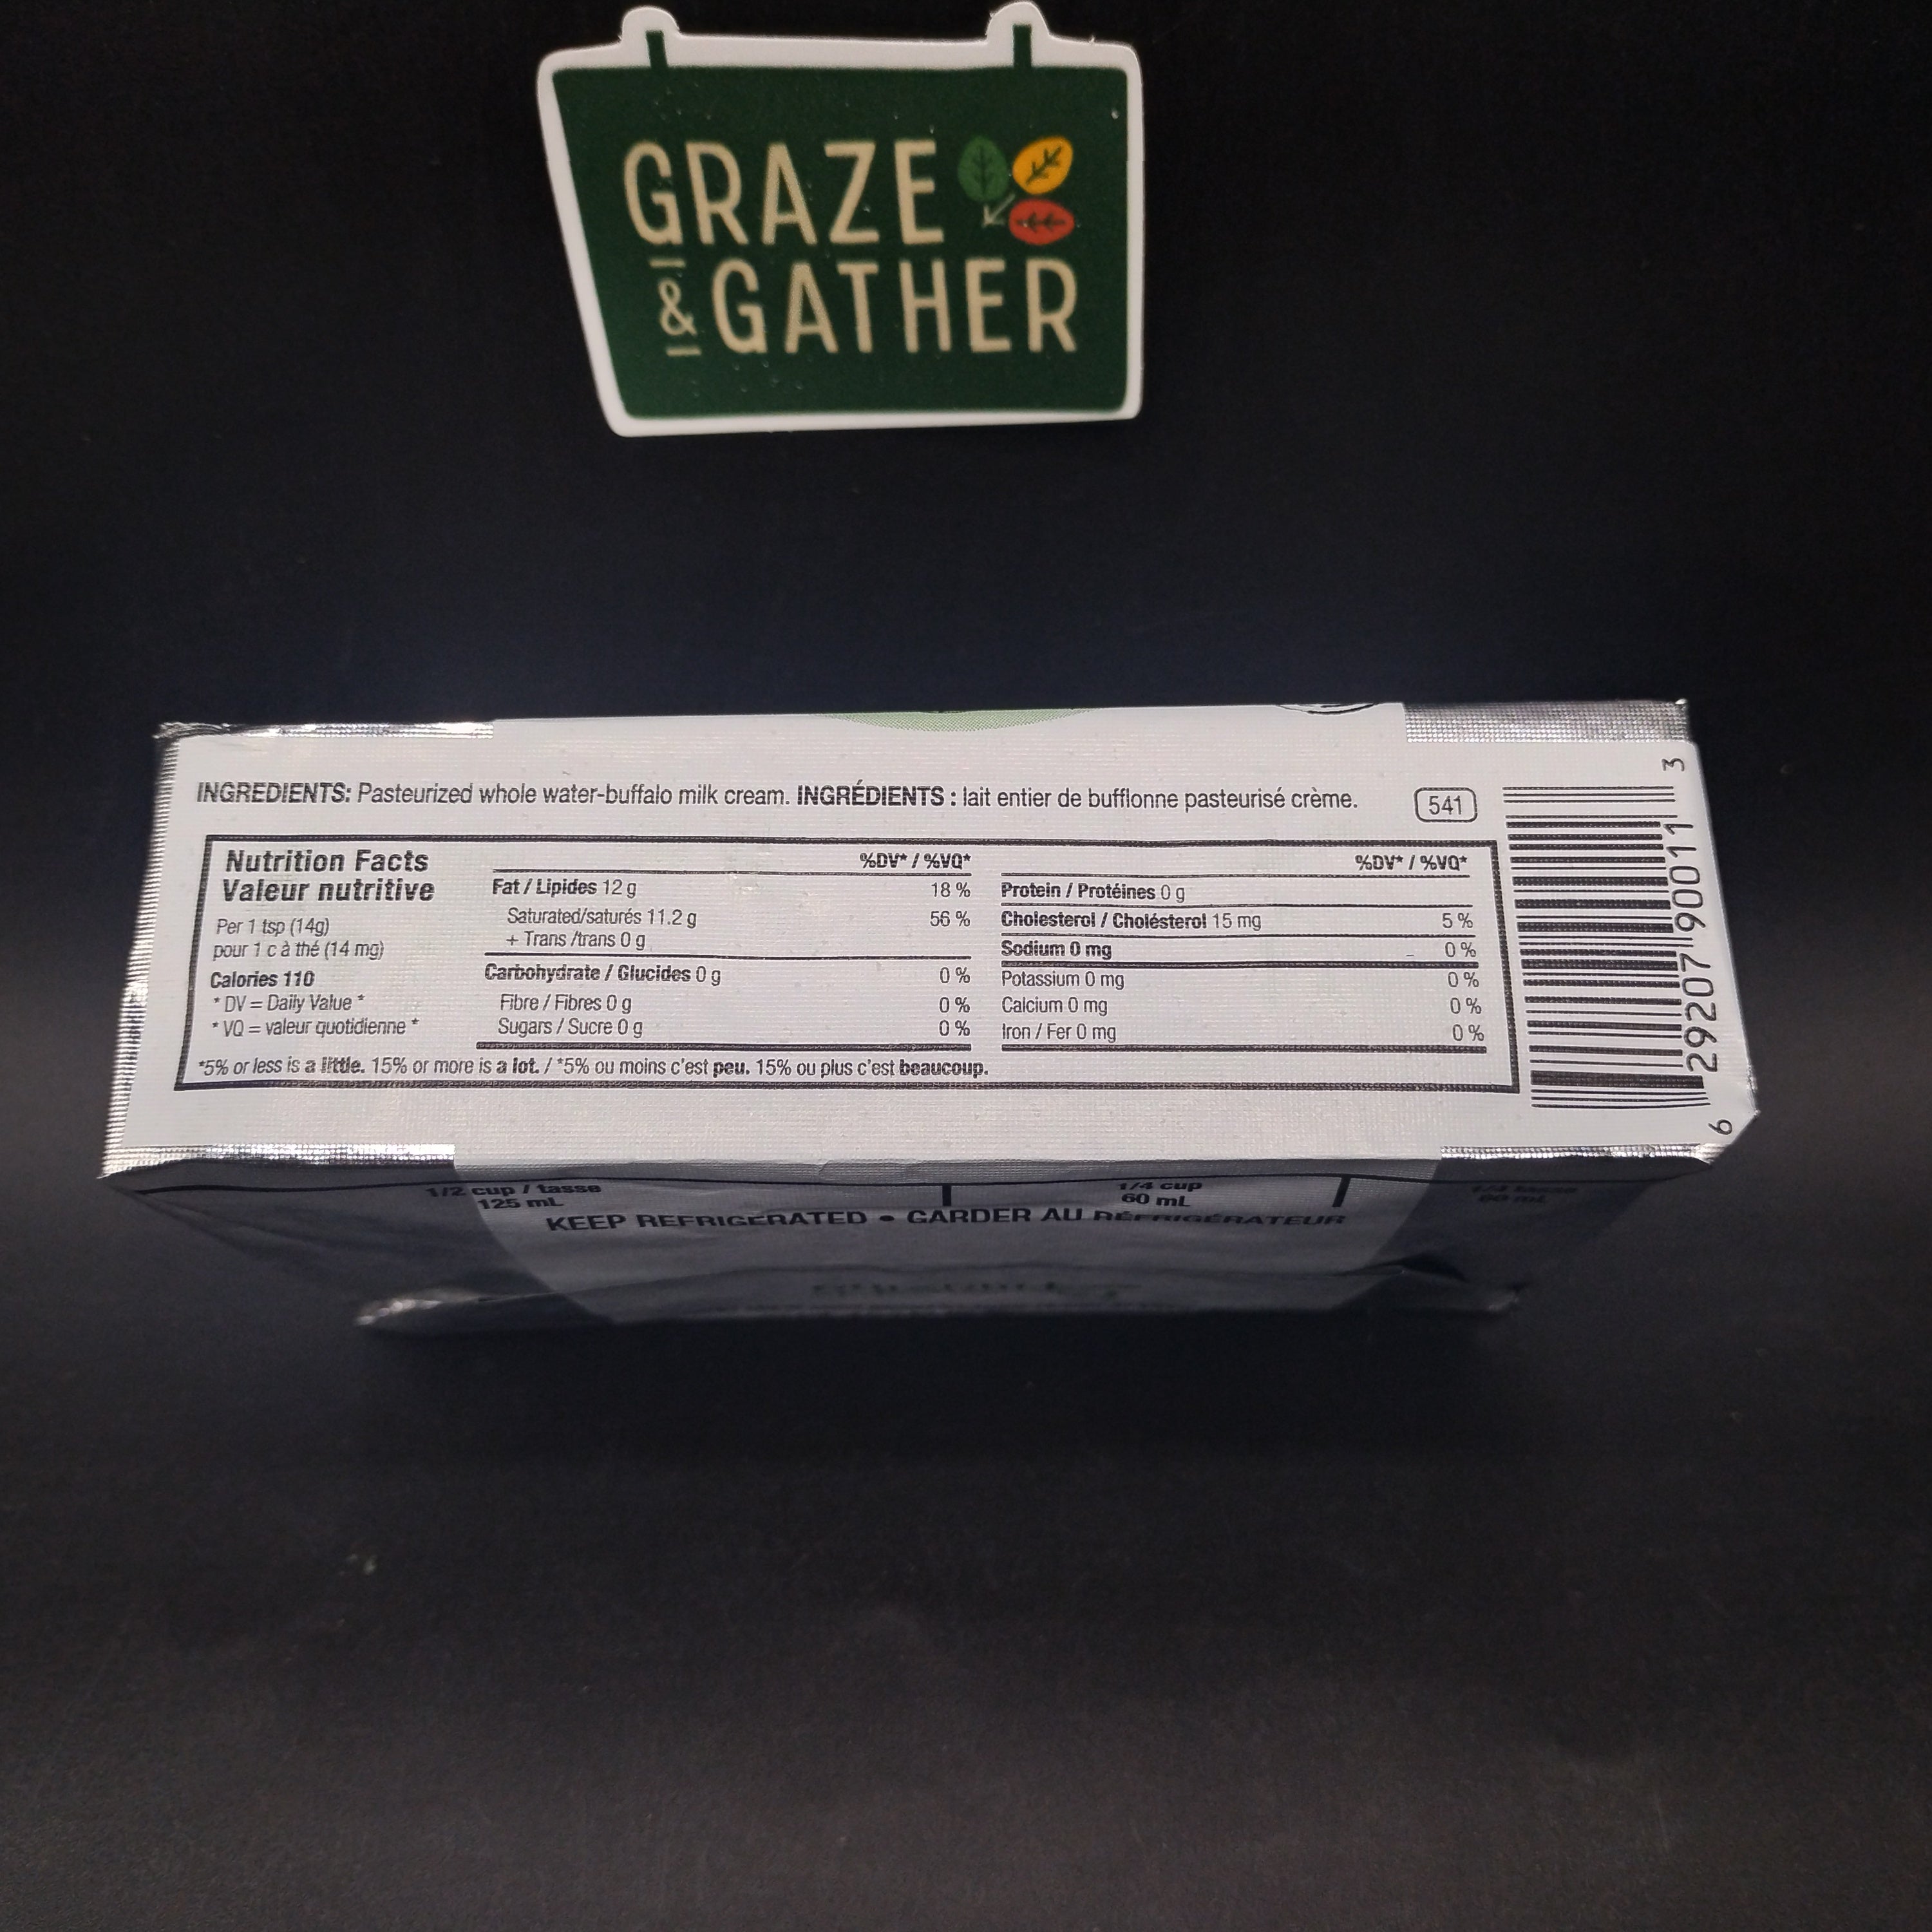 GRAZE
& GATHER
INGREDIENTS: Pasteurized whole water-buffalo milk cream. INGRÉDIENTS : lait entier de bufflonne pasteurisé crème.
541
Nutrition Facts
Valeur nutritive
Per 1 tsp (14g)
pour 1 c à thé (14 mg)
Calories 110
* DV = Daily Value *
* VQ = valeur quotidienne *
%DV* / %VQ*
Fat / Lipides 12 g 18 %
Saturated/saturés 11.2 g 56 %
+ Trans /trans 0 g
Carbohydrate / Glucides 0 g 0 %
Fibre / Fibres 0 g 0 %
Sugars / Sucre 0 g 0 %
%DV* / %VQ*
Protein / Protéines 0 g
Cholesterol / Choléstérol 15 mg 5 %
Sodium 0 mg 0 %
Potassium 0 mg 0 %
Calcium 0 mg 0 %
Iron / Fer 0 mg 0 %
*5% or less is a little. 15% or more is a lot. / *5% ou moins c'est peu. 15% ou plus c'est beaucoup.
6 29207 90011 3
1/2 cup / tasse
125 mL
1/4 cup
60 mL
KEEP REFRIGERATED • GARDER AU RÉFRIGÉRATEUR